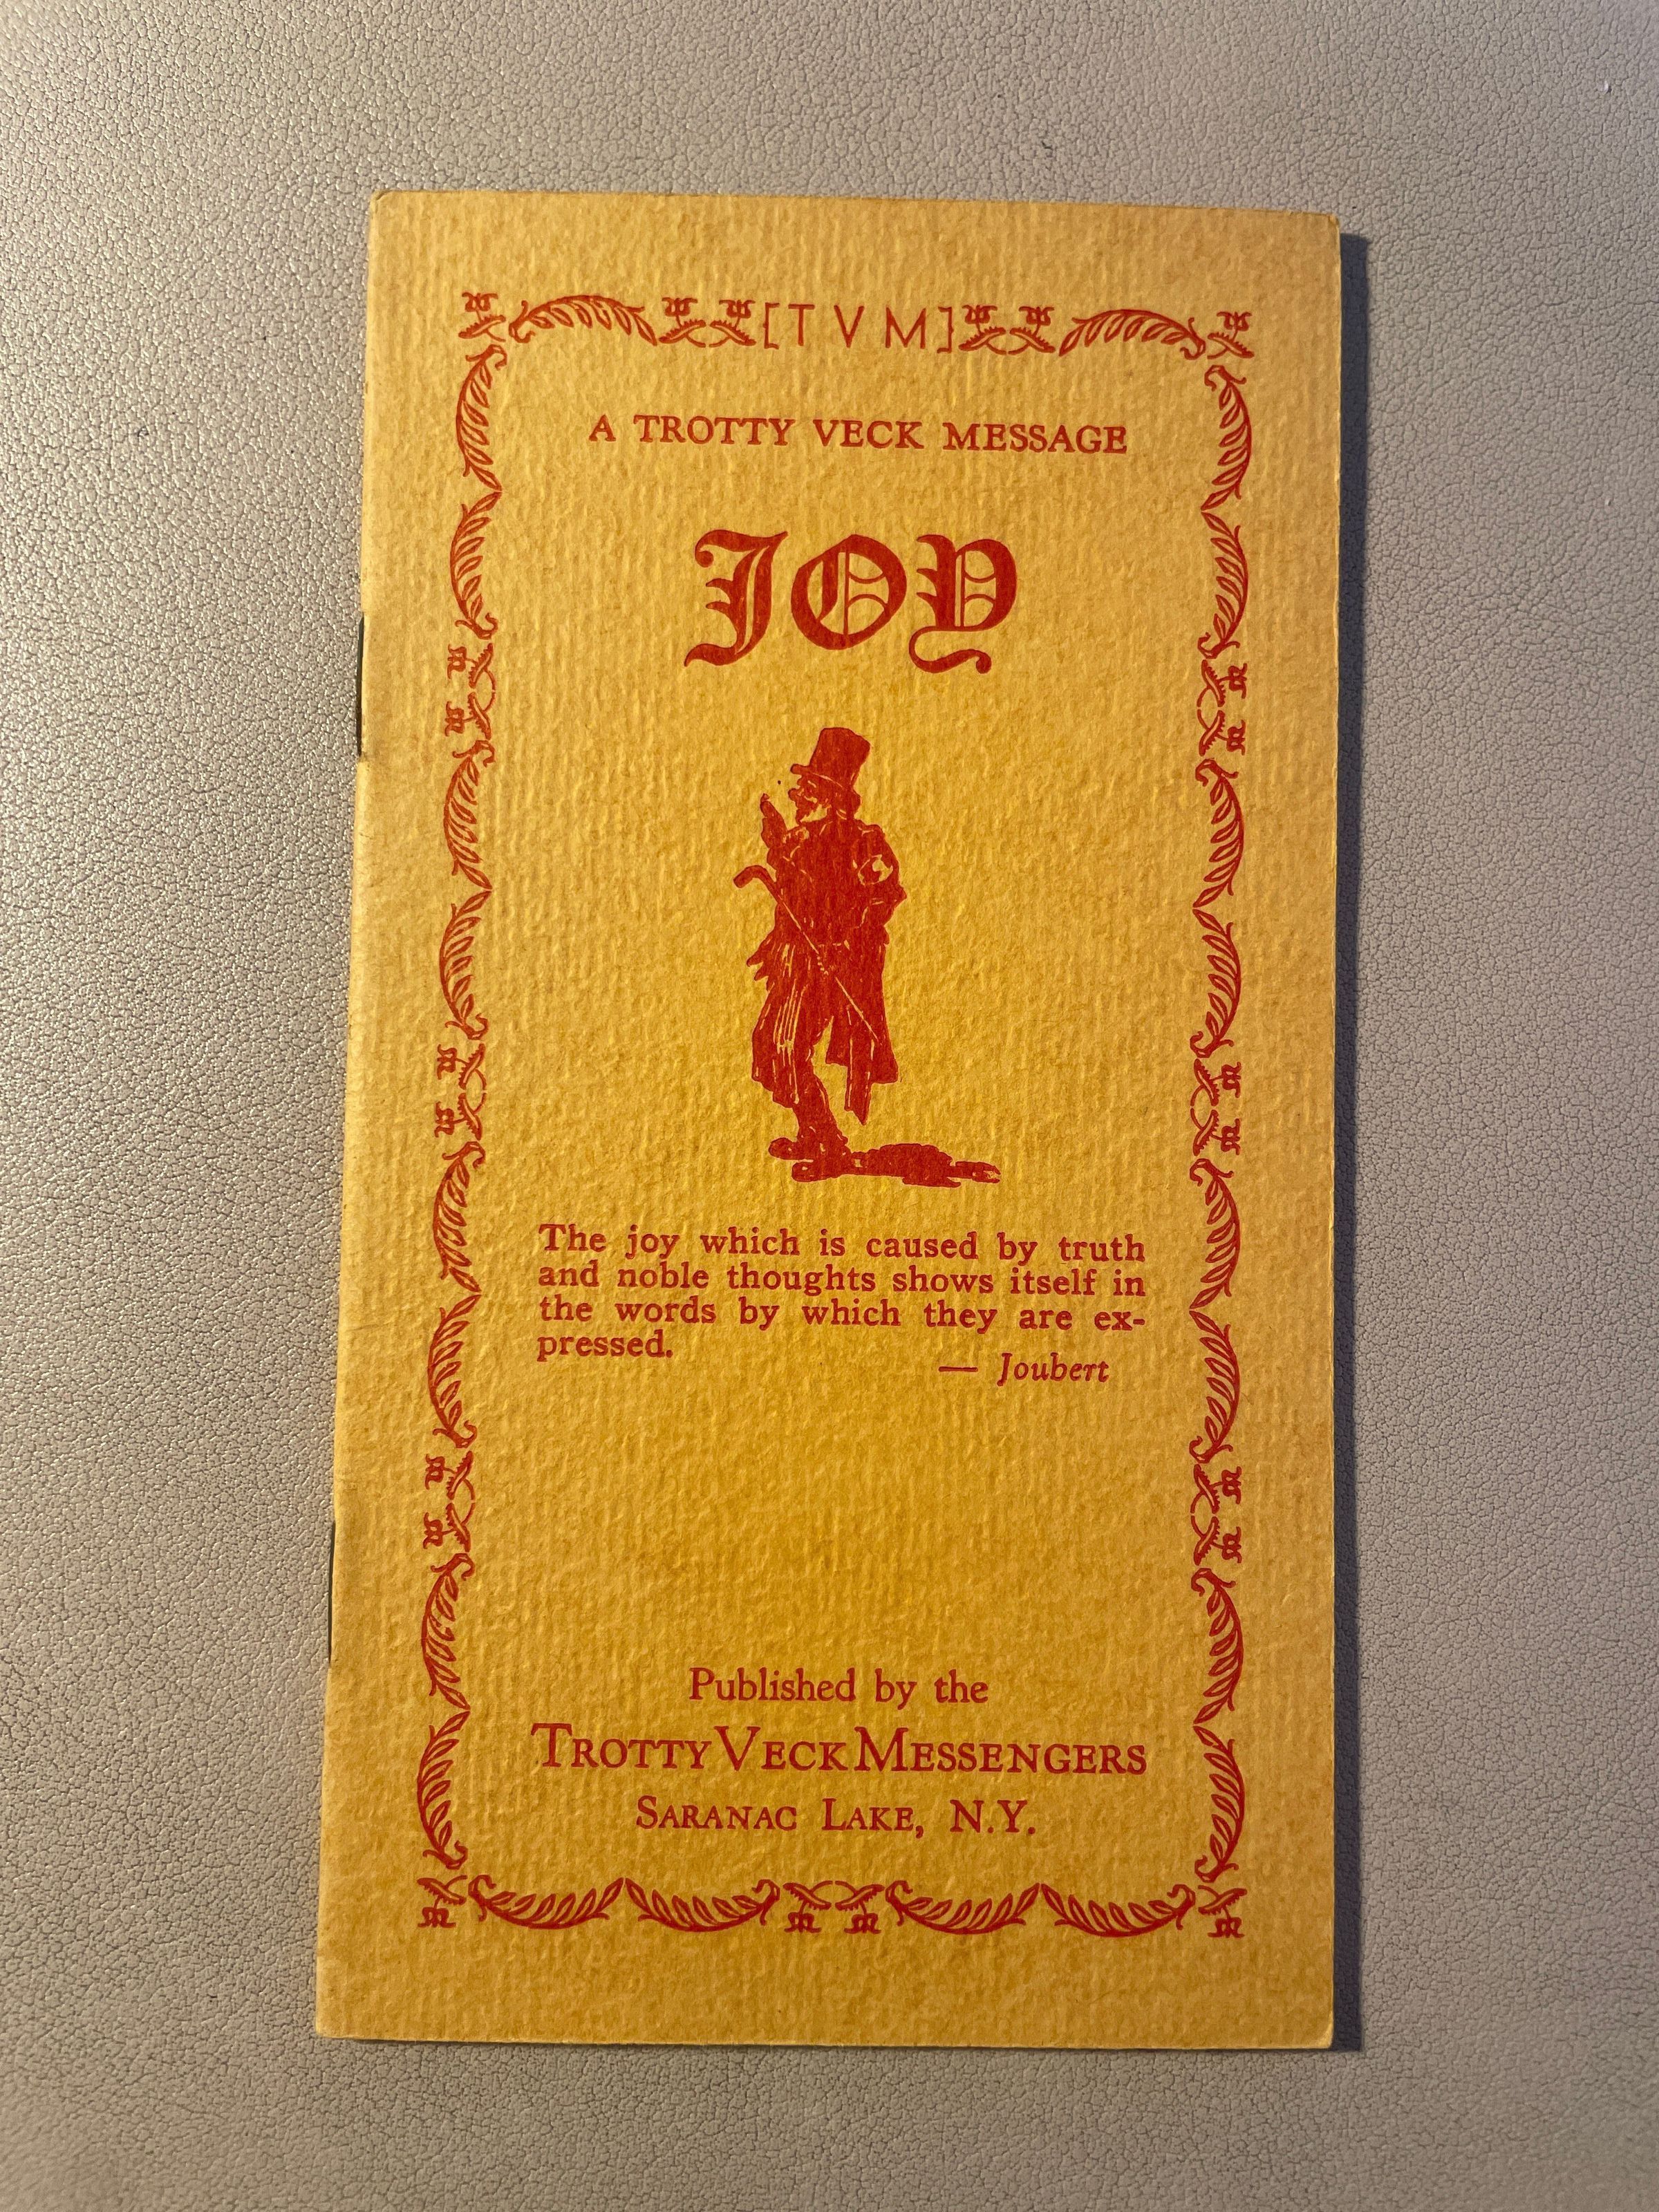 [T V M]
A TROTTY VECK MESSAGE
JOY
The joy which is caused by truth
and noble thoughts shows itself in
the words by which they are ex-
pressed.
— Joubert
Published by the
TROTTY VECK MESSENGERS
SARANAC LAKE, N.Y.